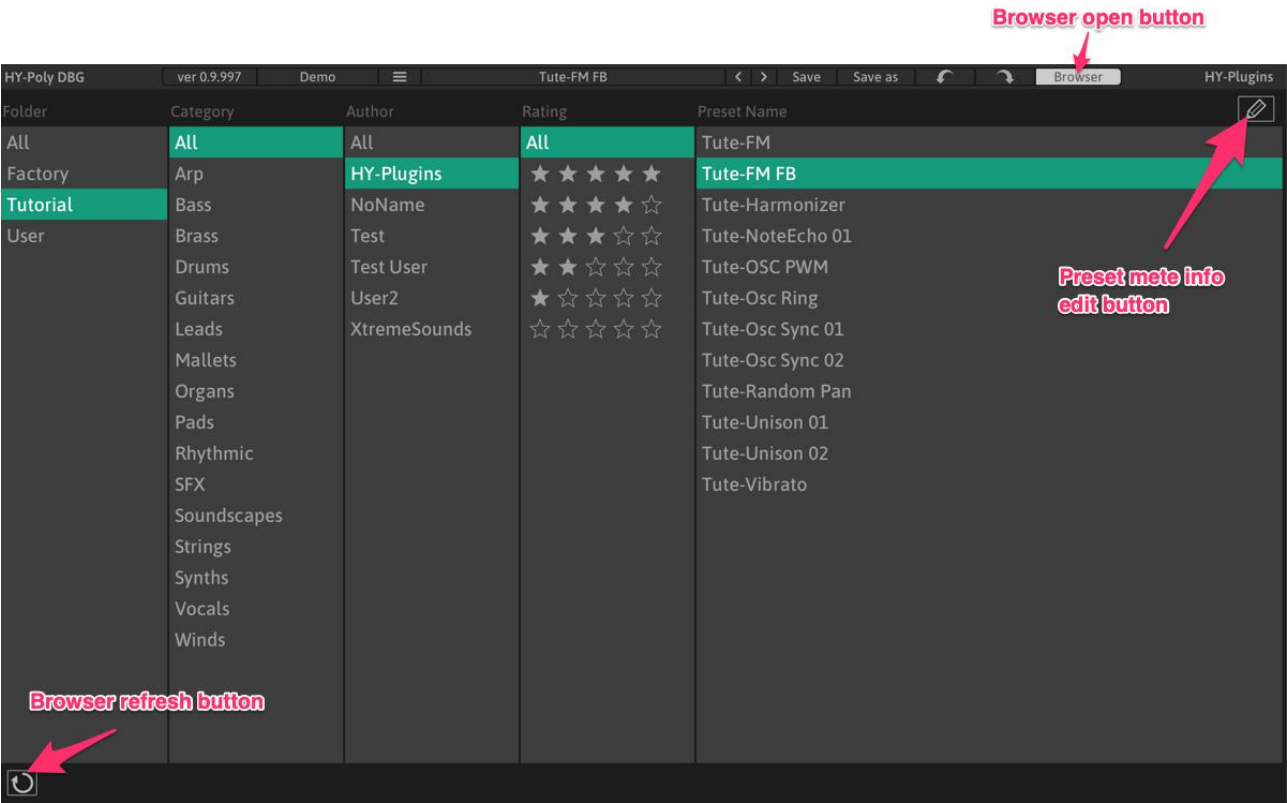 Browser open button
HY-Poly DBG ver 0.9.997 Demo Tute-FM FB < > Save Save as Browser HY-Plugins
Folder Category Author Rating Preset Name
All All All All Tute-FM
Factory Arp HY-Plugins ★★★★★ Tute-FM FB
Tutorial Bass NoName ★★★★☆ Tute-Harmonizer
User Brass Test ★★★☆☆ Tute-NoteEcho 01
Drums Test User ★★☆☆☆ Tute-OSC PWM
Guitars User2 ★☆☆☆☆ Tute-Osc Ring
Leads XtremeSounds ☆☆☆☆☆ Tute-Osc Sync 01
Mallets Tute-Osc Sync 02
Organs Tute-Random Pan
Pads Tute-Unison 01
Rhythmic Tute-Unison 02
SFX Tute-Vibrato
Soundscapes
Strings
Synths
Vocals
Winds
Preset mete info
edit button
Browser refresh button